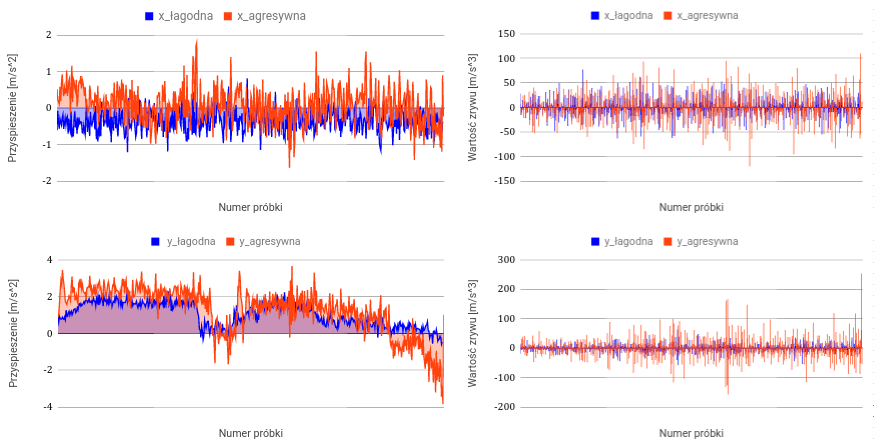 x_łagodna x_agresywna
Przyspieszenie [m/s^2]
2
1
0
-1
-2
Numer próbki
x_łagodna x_agresywna
Wartość zrywu [m/s^3]
150
100
50
0
-50
-100
-150
Numer próbki
y_łagodna y_agresywna
Przyspieszenie [m/s^2]
4
2
0
-2
-4
Numer próbki
y_łagodna y_agresywna
Wartość zrywu [m/s^3]
300
200
100
0
-100
-200
Numer próbki